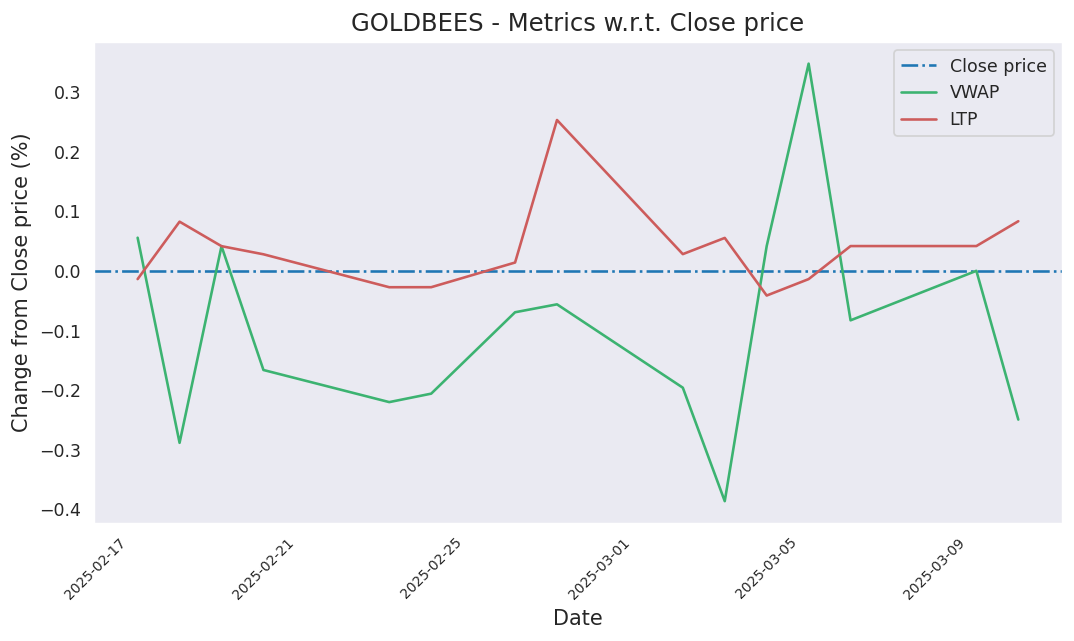 GOLDBEES - Metrics w.r.t. Close price
Close price
VWAP
LTP
Change from Close price (%)
0.3
0.2
0.1
0.0
−0.1
−0.2
−0.3
−0.4
2025-02-17
2025-02-21
2025-02-25
2025-03-01
2025-03-05
2025-03-09
Date